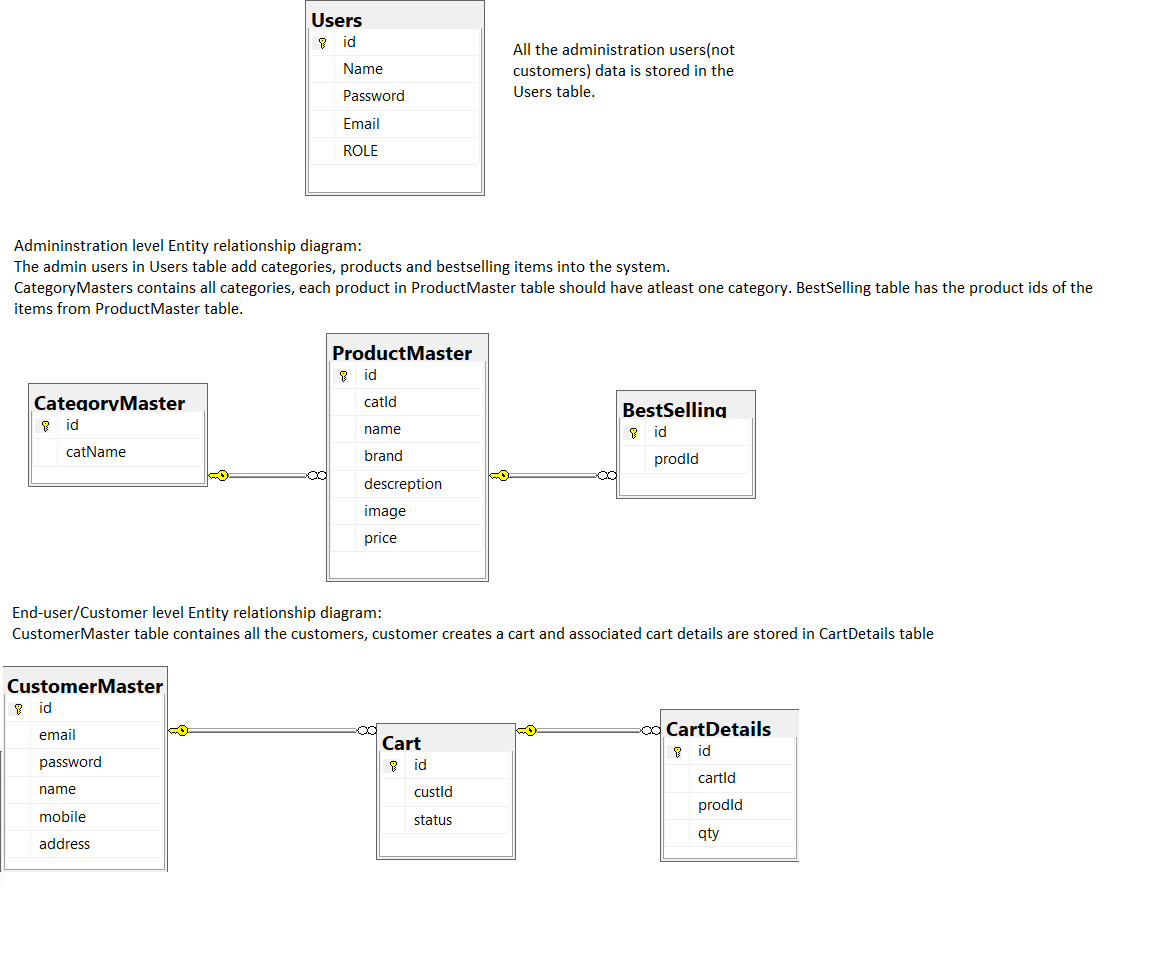 Users
id
Name
Password
Email
ROLE
All the administration users(not
customers) data is stored in the
Users table.
Admininstration level Entity relationship diagram:
The admin users in Users table add categories, products and bestselling items into the system.
CategoryMasters contains all categories, each product in ProductMaster table should have atleast one category. BestSelling table has the product ids of the
items from ProductMaster table.
CategoryMaster
id
catName
ProductMaster
id
catId
name
brand
descreption
image
price
BestSelling
id
prodId
End-user/Customer level Entity relationship diagram:
CustomerMaster table containes all the customers, customer creates a cart and associated cart details are stored in CartDetails table
CustomerMaster
id
email
password
name
mobile
address
Cart
id
custId
status
CartDetails
id
cartId
prodId
qty